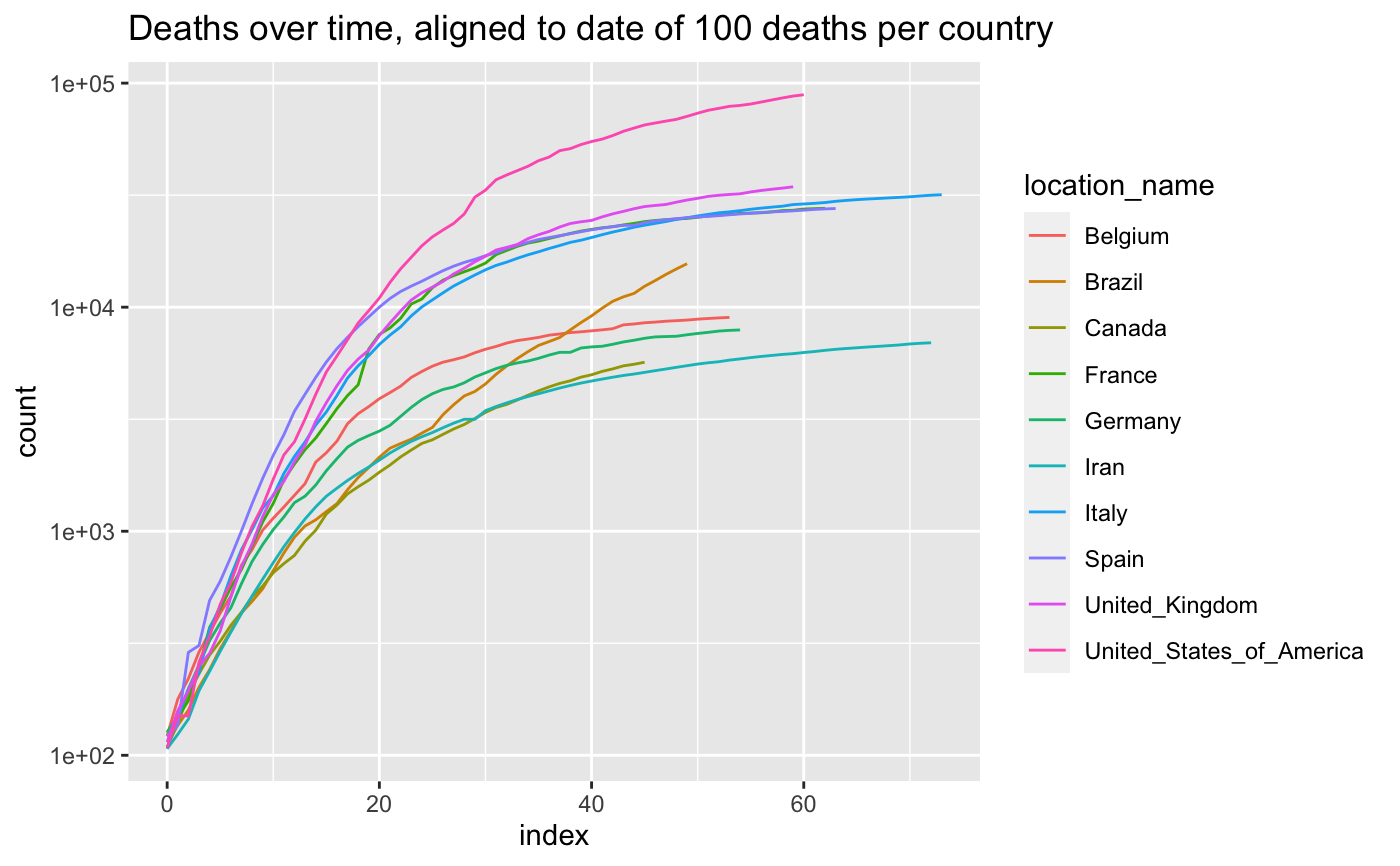 Deaths over time, aligned to date of 100 deaths per country
1e+05
1e+04
1e+03
1e+02
count
0 20 40 60
index
location_name
Belgium
Brazil
Canada
France
Germany
Iran
Italy
Spain
United_Kingdom
United_States_of_America